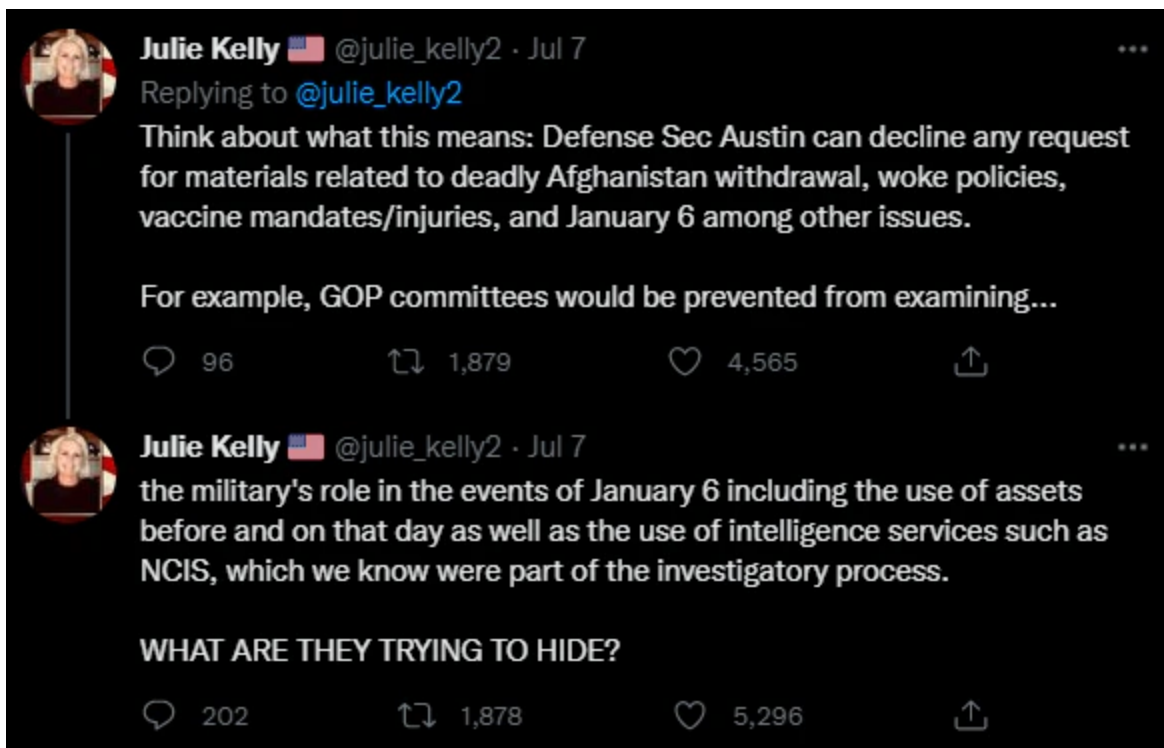 Julie Kelly 🇺🇸 @julie_kelly2 · Jul 7
Replying to @julie_kelly2
Think about what this means: Defense Sec Austin can decline any request
for materials related to deadly Afghanistan withdrawal, woke policies,
vaccine mandates/injuries, and January 6 among other issues.
For example, GOP committees would be prevented from examining...
96 1,879 4,565
Julie Kelly 🇺🇸 @julie_kelly2 · Jul 7
the military's role in the events of January 6 including the use of assets
before and on that day as well as the use of intelligence services such as
NCIS, which we know were part of the investigatory process.
WHAT ARE THEY TRYING TO HIDE?
202 1,878 5,296